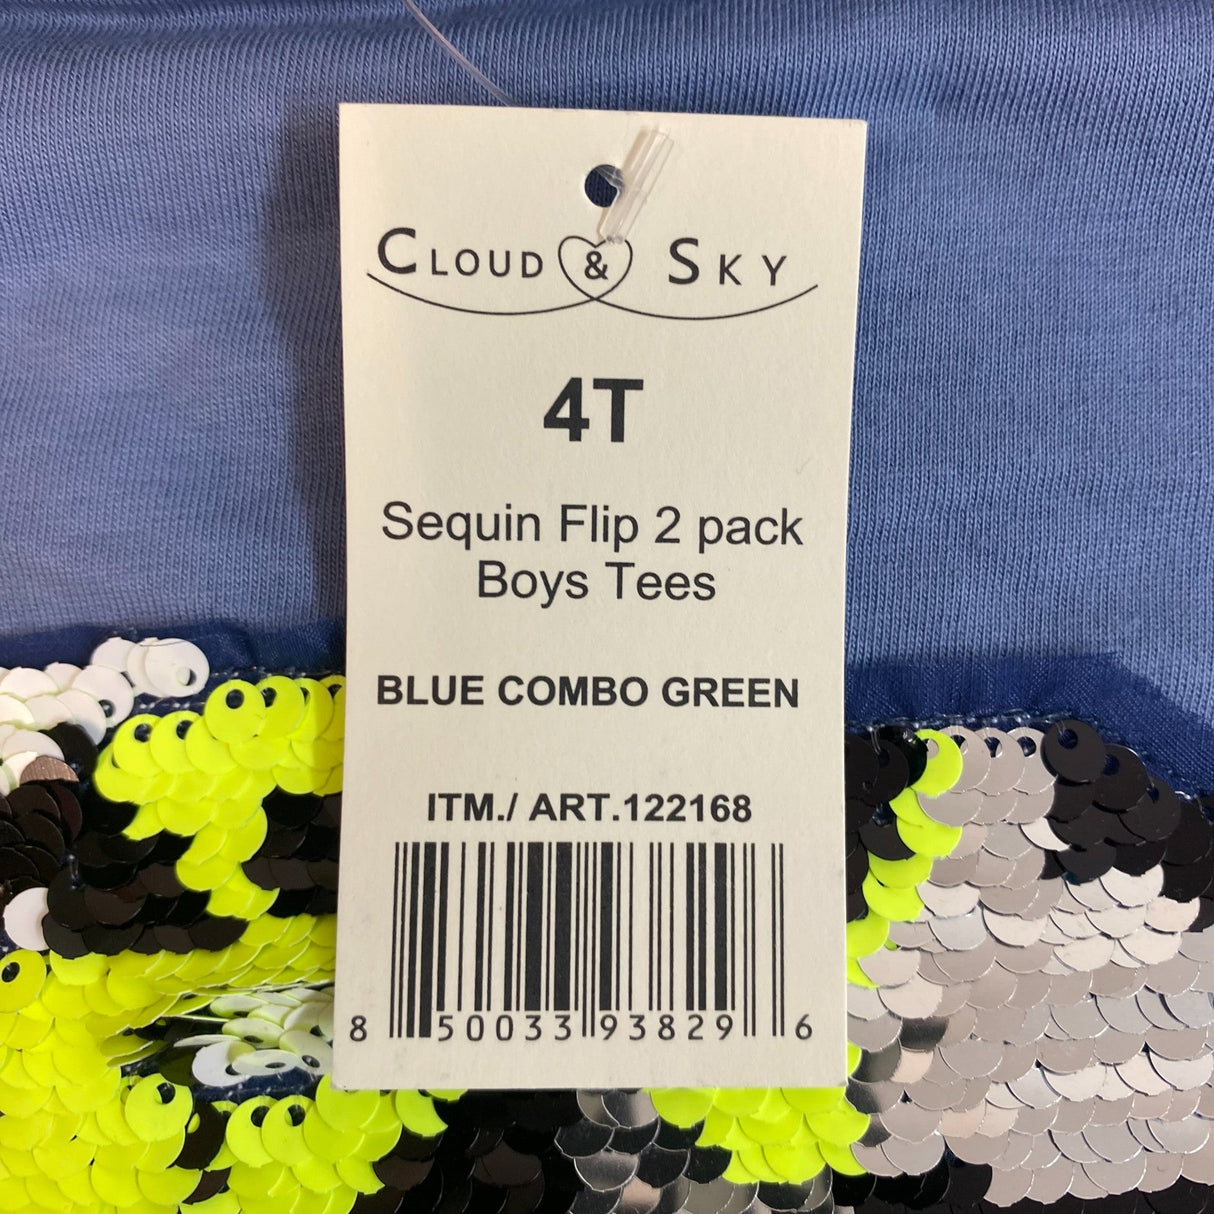 CLOUD & SKY
4T
Sequin Flip 2 pack
Boys Tees
BLUE COMBO GREEN
ITM./ ART.122168
8 50033 93829 6